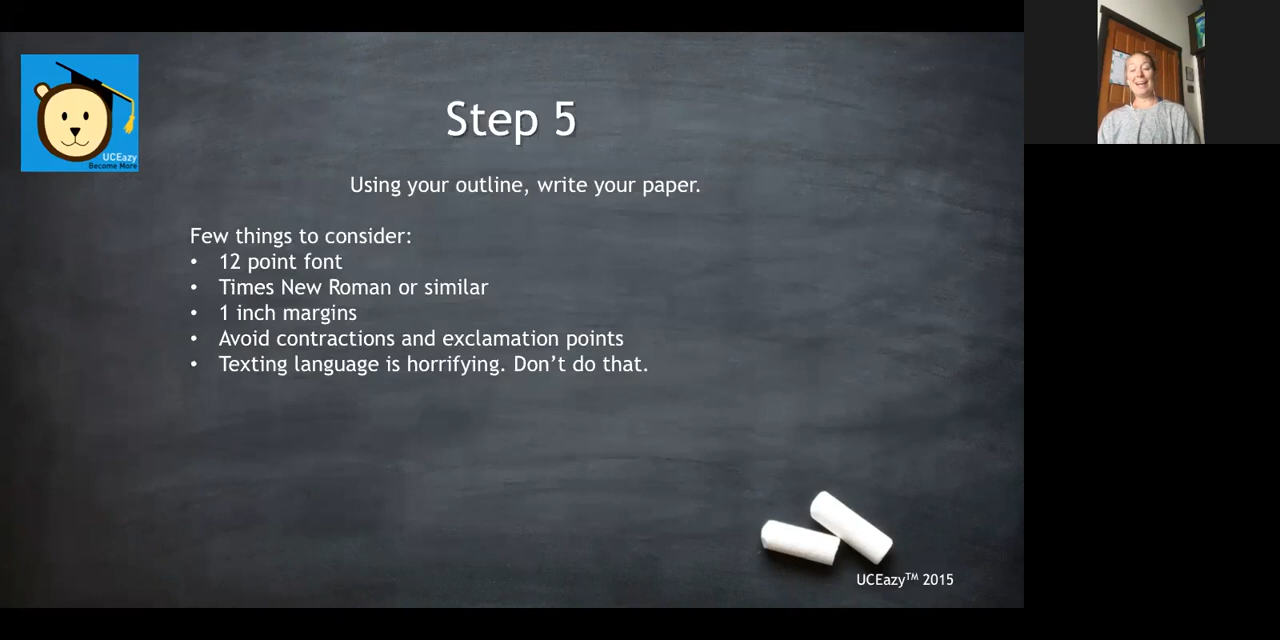 UCEazy
Become More
Step 5
Using your outline, write your paper.
Few things to consider:
• 12 point font
• Times New Roman or similar
• 1 inch margins
• Avoid contractions and exclamation points
• Texting language is horrifying. Don’t do that.
UCEazy™ 2015